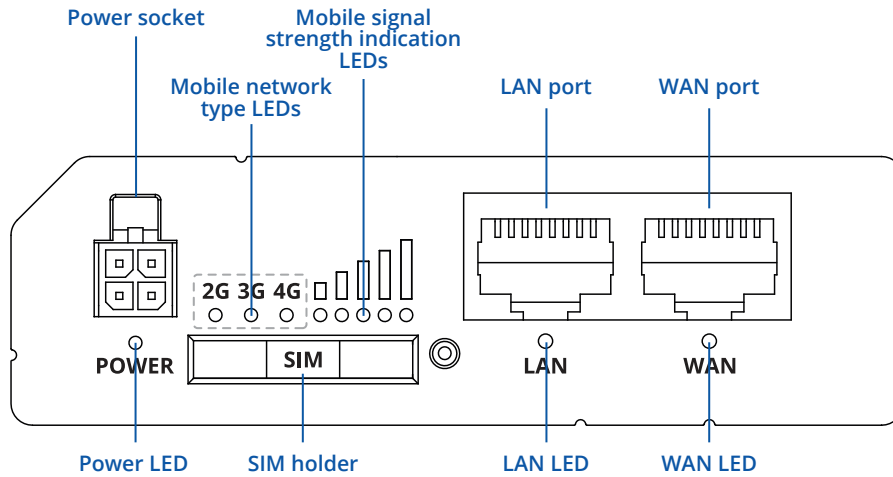 Power socket
Mobile signal
strength indication
LEDs
Mobile network
type LEDs
LAN port
WAN port
2G 3G 4G
POWER
SIM
LAN
WAN
Power LED
SIM holder
LAN LED
WAN LED